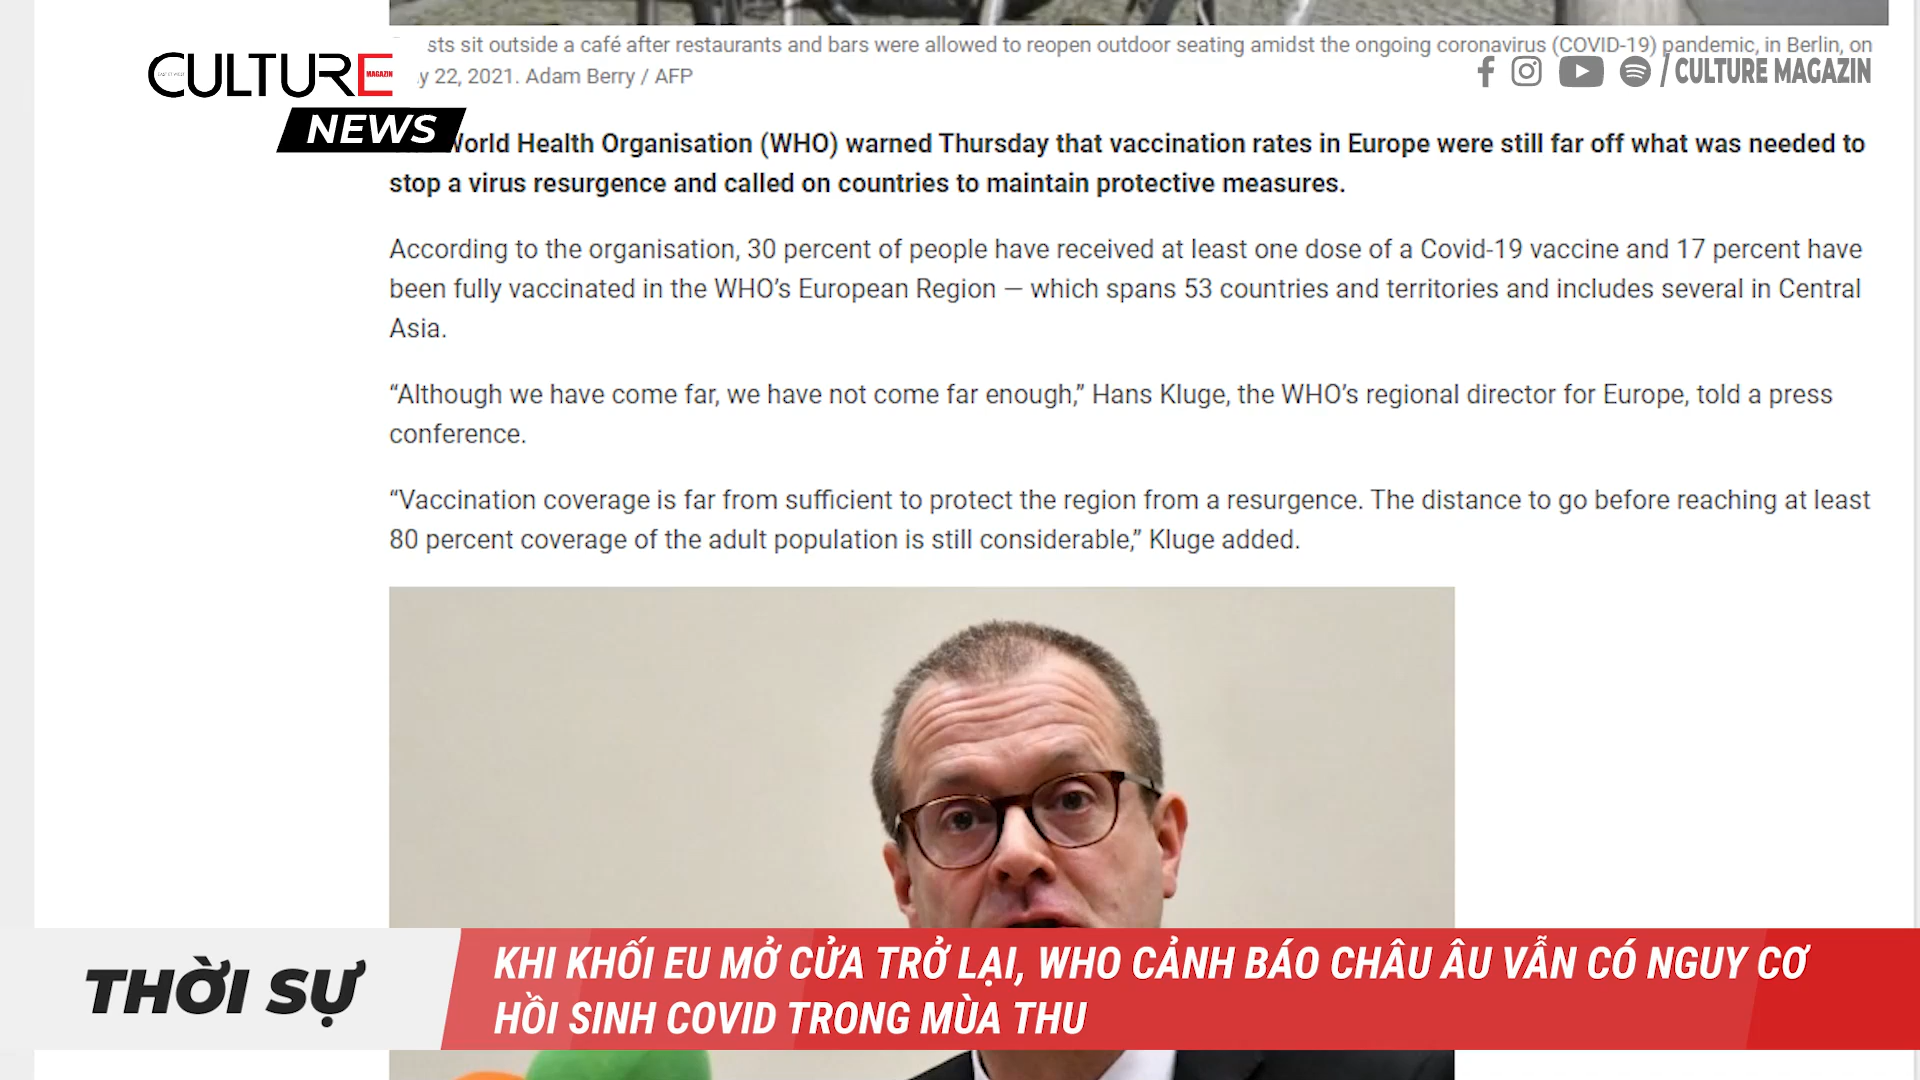 sts sit outside a café after restaurants and bars were allowed to reopen outdoor seating amidst the ongoing coronavirus (COVID-19) pandemic, in Berlin, on
y 22, 2021. Adam Berry / AFP
CULTURE
MAGAZIN
NEWS
/ CULTURE MAGAZIN
World Health Organisation (WHO) warned Thursday that vaccination rates in Europe were still far off what was needed to
stop a virus resurgence and called on countries to maintain protective measures.
According to the organisation, 30 percent of people have received at least one dose of a Covid-19 vaccine and 17 percent have
been fully vaccinated in the WHO’s European Region — which spans 53 countries and territories and includes several in Central
Asia.
“Although we have come far, we have not come far enough,” Hans Kluge, the WHO’s regional director for Europe, told a press
conference.
“Vaccination coverage is far from sufficient to protect the region from a resurgence. The distance to go before reaching at least
80 percent coverage of the adult population is still considerable,” Kluge added.
THỜI SỰ
KHI KHỐI EU MỞ CỬA TRỞ LẠI, WHO CẢNH BÁO CHÂU ÂU VẪN CÓ NGUY CƠ
HỒI SINH COVID TRONG MÙA THU